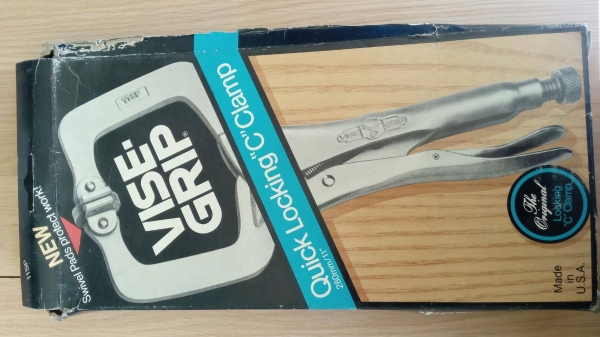 NEW
Swivel Pads protect work!
VISE-
GRIP®
Quick Locking "C" Clamp
280mm/11"
The
Original
Locking
"C" Clamp
Made
in
U.S.A.